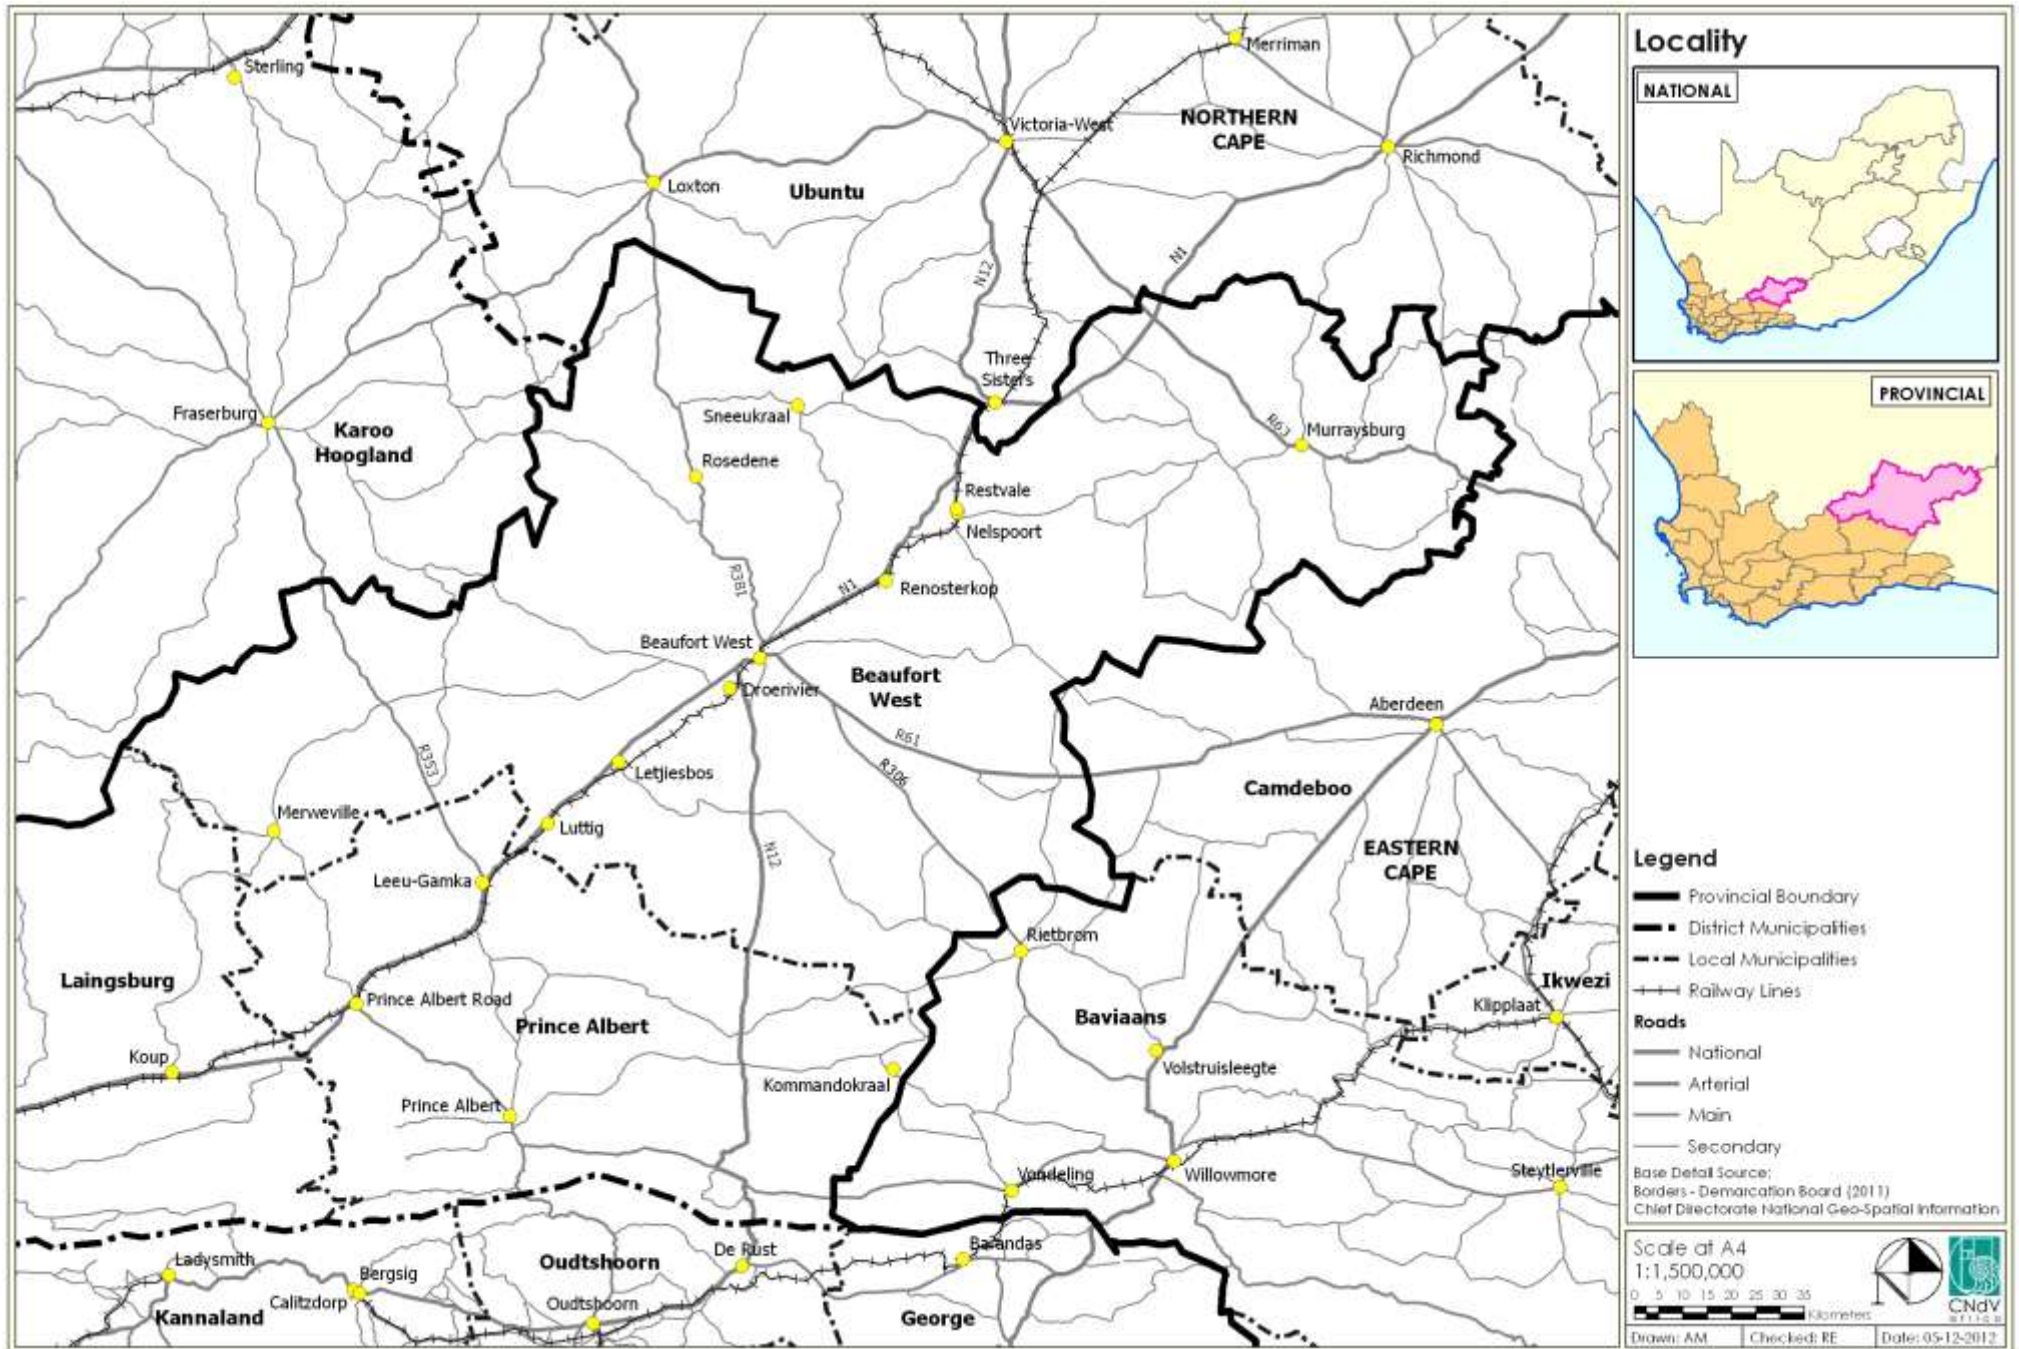 Sterling
Merriman
Victoria-West
NORTHERN
CAPE
Richmond
Loxton
Ubuntu
N12
N1
Three
Sisters
Fraserburg
Karoo
Hoogland
Sneeukraal
Rosedene
R63
Murraysburg
Restvale
Nelspoort
R381
N1
Renosterkop
Beaufort West
Droerivier
Beaufort
West
Aberdeen
R61
R306
R353
Letjiesbos
Camdeboo
Merweville
Luttig
N12
EASTERN
CAPE
Leeu-Gamka
Rietbrom
Laingsburg
Ikwezi
Prince Albert Road
Klipplaat
Prince Albert
Baviaans
Koup
Volstruisleegte
Kommandokraal
Prince Albert
Vondeling
Willowmore
Steytlerville
Ladysmith
Oudtshoorn
De Rust
Barandas
Bergsig
Calitzdorp
Oudtshoorn
Kannaland
George
Locality
NATIONAL
PROVINCIAL
Legend
Provincial Boundary
District Municipalities
Local Municipalities
Railway Lines
Roads
National
Arterial
Main
Secondary
Base Detail Source:
Borders - Demarcation Board (2011)
Chief Directorate National Geo-Spatial Information
Scale at A4
1:1,500,000
0 5 10 15 20 25 30 35
Kilometers
CNdV
Drawn: AM
Checked: RE
Date: 05-12-2012